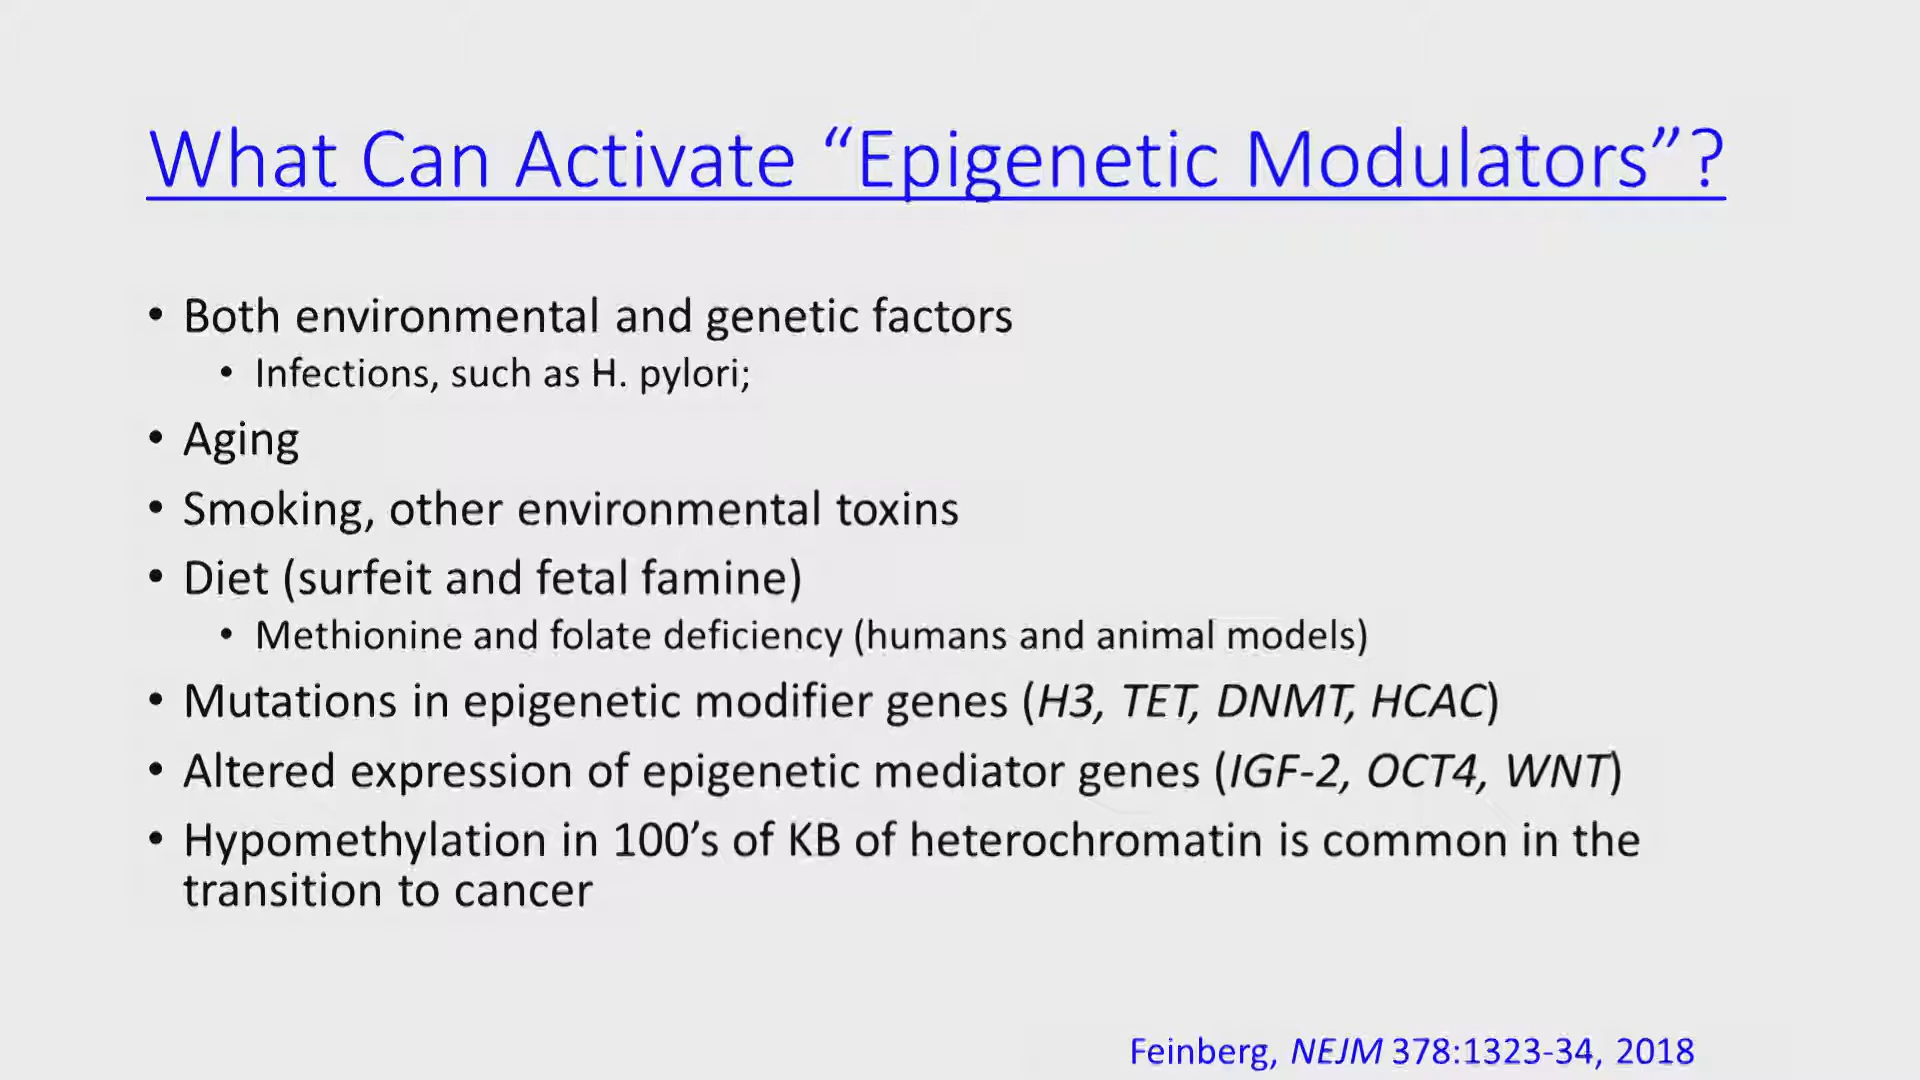 What Can Activate “Epigenetic Modulators”?
• Both environmental and genetic factors
• Infections, such as H. pylori;
• Aging
• Smoking, other environmental toxins
• Diet (surfeit and fetal famine)
• Methionine and folate deficiency (humans and animal models)
• Mutations in epigenetic modifier genes (H3, TET, DNMT, HCAC)
• Altered expression of epigenetic mediator genes (IGF-2, OCT4, WNT)
• Hypomethylation in 100’s of KB of heterochromatin is common in the
transition to cancer
Feinberg, NEJM 378:1323-34, 2018